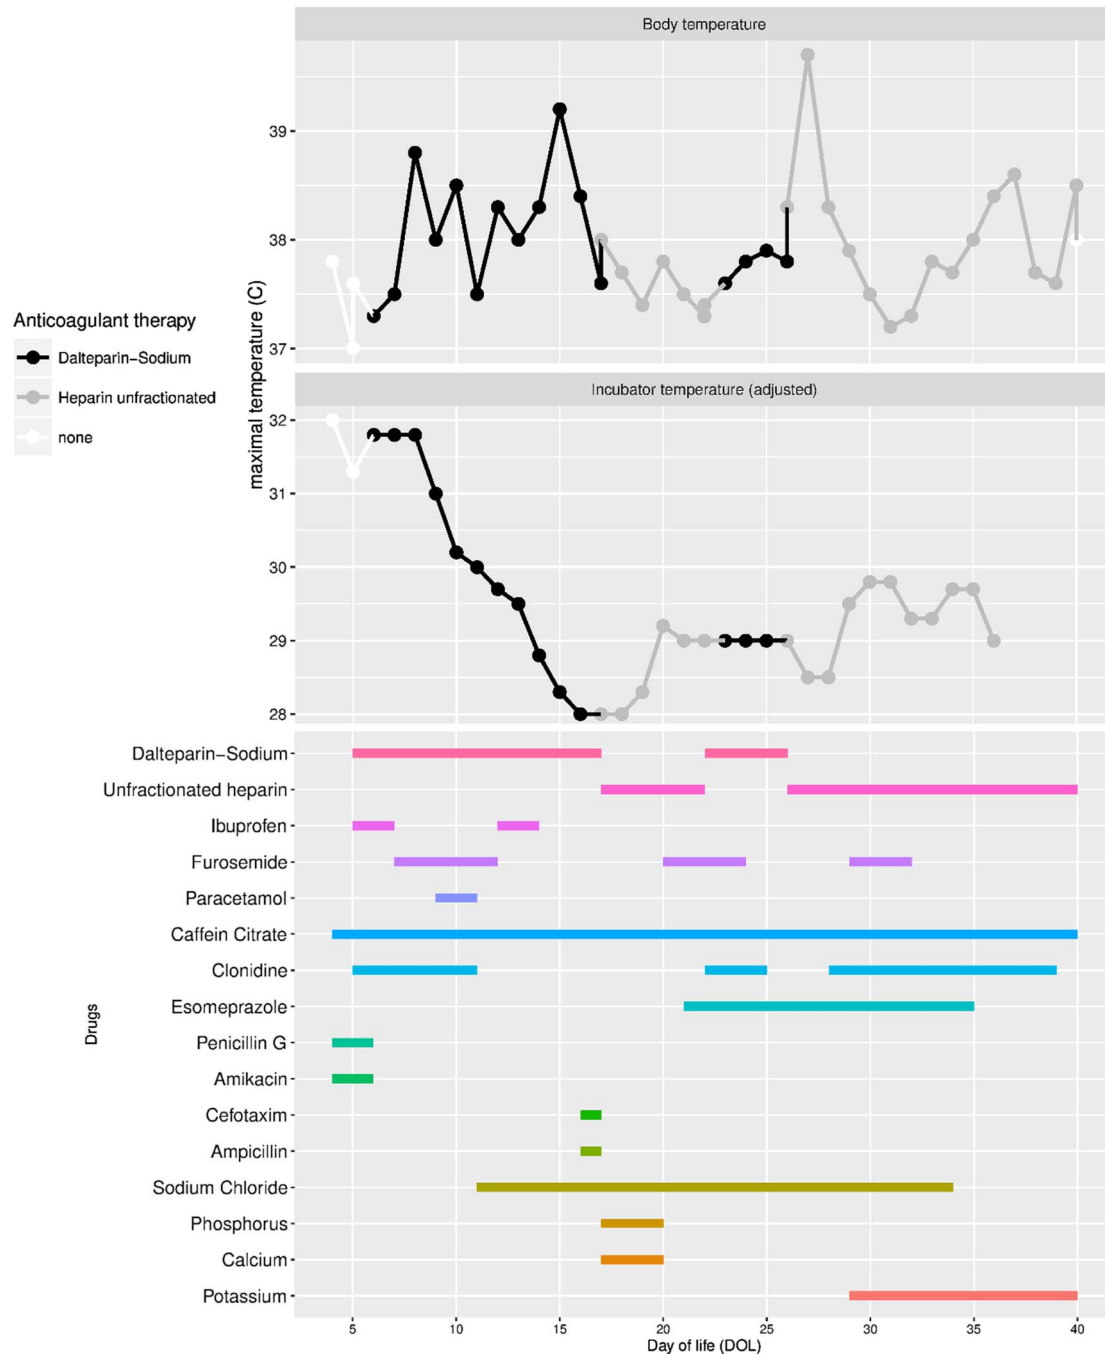 Body temperature
39
38
37
maximal temperature (C)
Anticoagulant therapy
Dalteparin-Sodium
Heparin unfractionated
none
Incubator temperature (adjusted)
32
31
30
29
28
Drugs
Dalteparin-Sodium
Unfractionated heparin
Ibuprofen
Furosemide
Paracetamol
Caffein Citrate
Clonidine
Esomeprazole
Penicillin G
Amikacin
Cefotaxim
Ampicillin
Sodium Chloride
Phosphorus
Calcium
Potassium
5 10 15 20 25 30 35 40
Day of life (DOL)